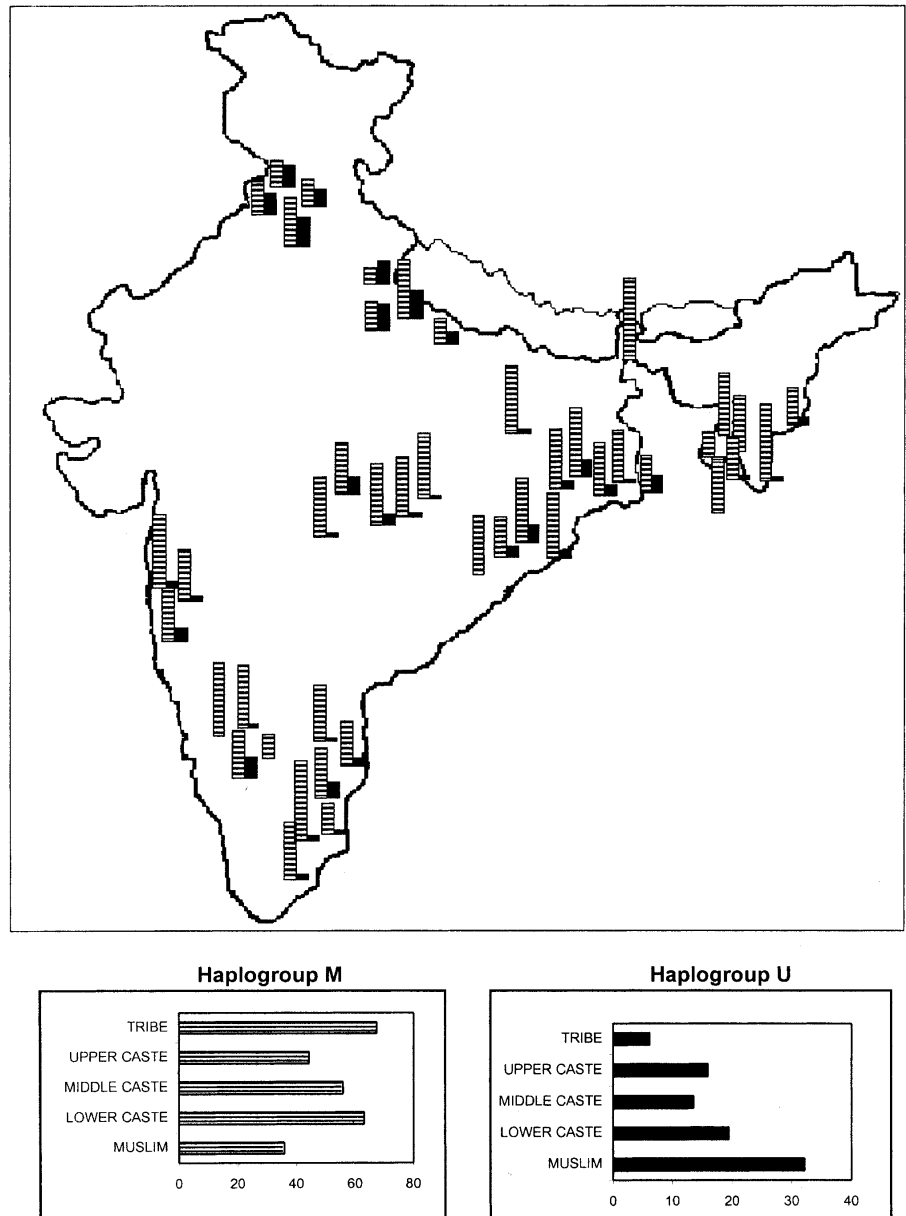 Haplogroup M
TRIBE
UPPER CASTE
MIDDLE CASTE
LOWER CASTE
MUSLIM
0 20 40 60 80
Haplogroup U
TRIBE
UPPER CASTE
MIDDLE CASTE
LOWER CASTE
MUSLIM
0 10 20 30 40